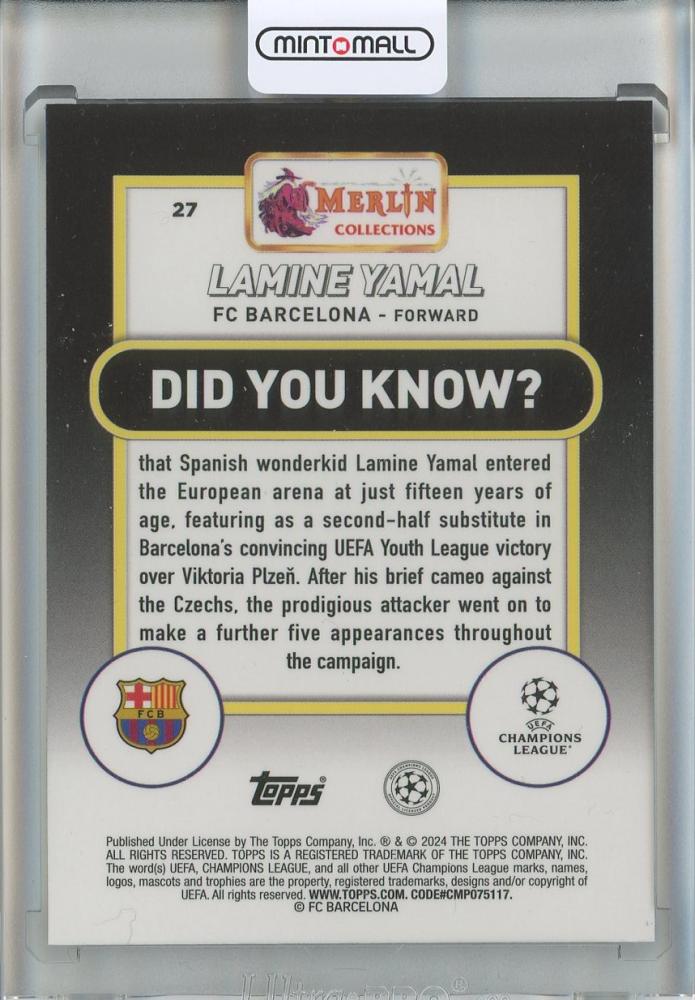 MINT MALL
27
MERLIN
COLLECTIONS
LAMINE YAMAL
FC BARCELONA - FORWARD
DID YOU KNOW?
that Spanish wonderkid Lamine Yamal entered
the European arena at just fifteen years of
age, featuring as a second-half substitute in
Barcelona's convincing UEFA Youth League victory
over Viktoria Plzeň. After his brief cameo against
the Czechs, the prodigious attacker went on to
make a further five appearances throughout
the campaign.
FCB
UEFA
CHAMPIONS
LEAGUE®
Topps®
Published Under License by The Topps Company, Inc. ® & © 2024 THE TOPPS COMPANY, INC.
ALL RIGHTS RESERVED. TOPPS IS A REGISTERED TRADEMARK OF THE TOPPS COMPANY, INC.
The word(s) UEFA, CHAMPIONS LEAGUE, and all other UEFA Champions League marks, names,
logos, mascots and trophies are the property, registered trademarks, designs and/or copyright of
UEFA. All rights reserved. WWW.TOPPS.COM. CODE#CMP075117.
© FC BARCELONA
Ultra PRO®